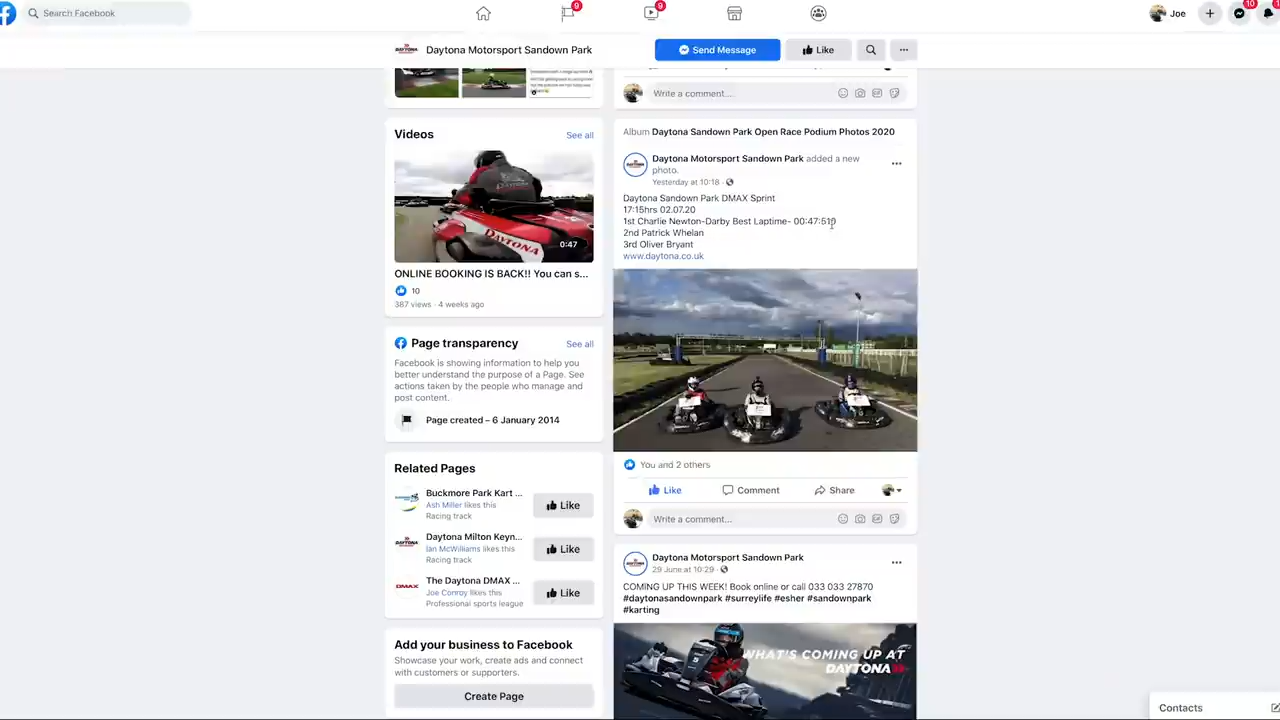 Search Facebook
9
9
Joe
10
Daytona Motorsport Sandown Park
Send Message
Like
Write a comment...
Videos
See all
DAYTONA
0:47
ONLINE BOOKING IS BACK!! You can s...
10
387 views · 4 weeks ago
Page transparency
See all
Facebook is showing information to help you
better understand the purpose of a Page. See
actions taken by the people who manage and
post content.
Page created – 6 January 2014
Related Pages
Buckmore Park Kart ...
Ash Miller likes this
Racing track
Like
Daytona Milton Keyn...
Ian McWilliams likes this
Racing track
Like
DMAX
The Daytona DMAX ...
Joe Conroy likes this
Professional sports league
Like
Add your business to Facebook
Showcase your work, create ads and connect
with customers or supporters.
Create Page
Album Daytona Sandown Park Open Race Podium Photos 2020
Daytona Motorsport Sandown Park added a new
photo.
Yesterday at 10:18 ·
Daytona Sandown Park DMAX Sprint
17:15hrs 02.07.20
1st Charlie Newton-Darby Best Laptime- 00:47:519
2nd Patrick Whelan
3rd Oliver Bryant
www.daytona.co.uk
You and 2 others
Like
Comment
Share
Write a comment...
Daytona Motorsport Sandown Park
29 June at 10:29 ·
COMING UP THIS WEEK! Book online or call 033 033 27870
#daytonasandownpark #surreylife #esher #sandownpark
#karting
WHAT'S COMING UP AT
DAYTONA
Contacts